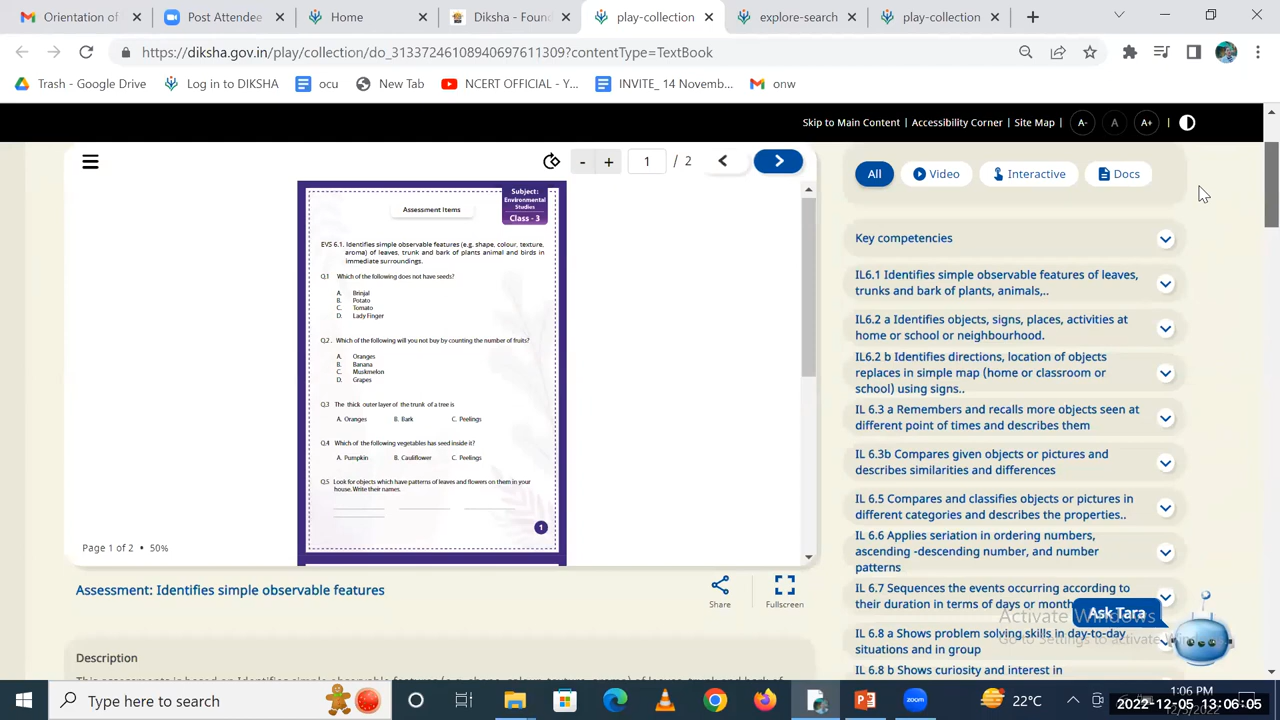 Invitation of M
Post Attendee
Home
Diksha - Foun
play-collection
explore-search
play-collection
https://diksha.gov.in/play/collection/do_31337246108940697611309?contentType=TextBook
Trash - Google Drive
Log in to DIKSHA
ocu
New Tab
NCERT OFFICIAL - Y...
INVITE_ 14 Novemb...
onw
Skip to Main Content | Accessibility Corner | Site Map | A- A A+ |
- + 1 / 2
All
Video
Interactive
Docs
Assessment Items
Subject:
Environmental
Studies
Class - 3
EVS 6.1. Identifies simple observable features (e.g. shape, colour, texture,
aroma) of leaves, trunk and bark of plants animal and birds in
immediate surroundings.
Q.1 Which of the following does not have seeds?
A. Brinjal
B. Potato
C. Tomato
D. Lady Finger
Q.2 . Which of the following will you not buy by counting the number of fruits?
A. Oranges
B. Banana
C. Muskmelon
D. Grapes
Q.3 The thick outer layer of the trunk of a tree is
A. Oranges B. Bark C. Peelings
Q.4 Which of the following vegetables has seed inside it?
A. Pumpkin B. Cauliflower C. Peelings
Q.5 Look for objects which have patterns of leaves and flowers on them in your
house. Write their names.
1
Page 1 of 2 • 50%
Assessment: Identifies simple observable features
Share
Fullscreen
Description
Key competencies
IL6.1 Identifies simple observable features of leaves,
trunks and bark of plants, animals,..
IL6.2 a Identifies objects, signs, places, activities at
home or school or neighbourhood.
IL6.2 b Identifies directions, location of objects
replaces in simple map (home or classroom or
school) using signs..
IL 6.3 a Remembers and recalls more objects seen at
different point of times and describes them
IL 6.3b Compares given objects or pictures and
describes similarities and differences
IL 6.5 Compares and classifies objects or pictures in
different categories and describes the properties..
IL 6.6 Applies seriation in ordering numbers,
ascending -descending number, and number
patterns
IL 6.7 Sequences the events occurring according to
their duration in terms of days or month
Ask Tara
Activate Windows
Go to Settings to activate Windows
IL 6.8 a Shows problem solving skills in day-to-day
situations and in group
IL 6.8 b Shows curiosity and interest in
Type here to search
zoom
22°C
1:06 PM
2022-12-05 13:06:05